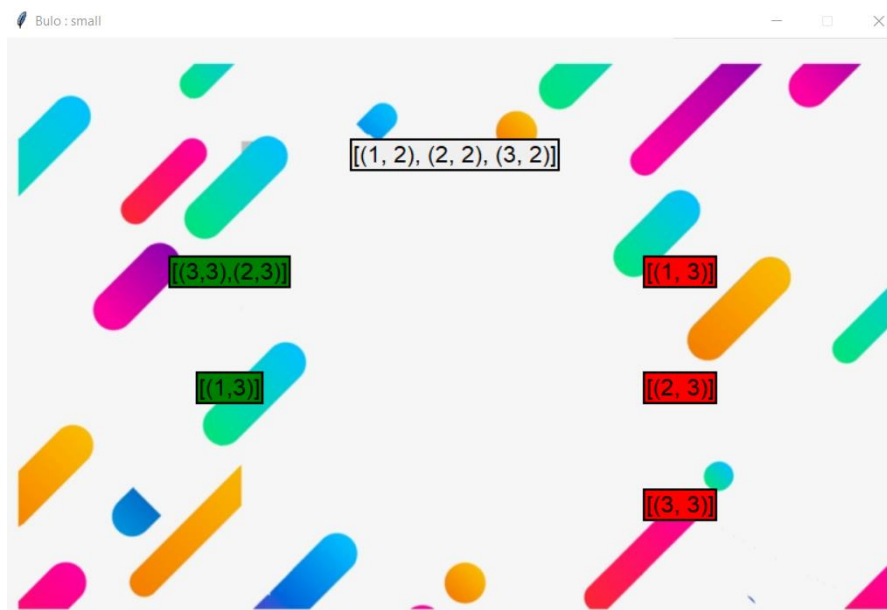 Bulo : small
[(1, 2), (2, 2), (3, 2)]
[(3,3),(2,3)]
[(1, 3)]
[(1,3)]
[(2, 3)]
[(3, 3)]